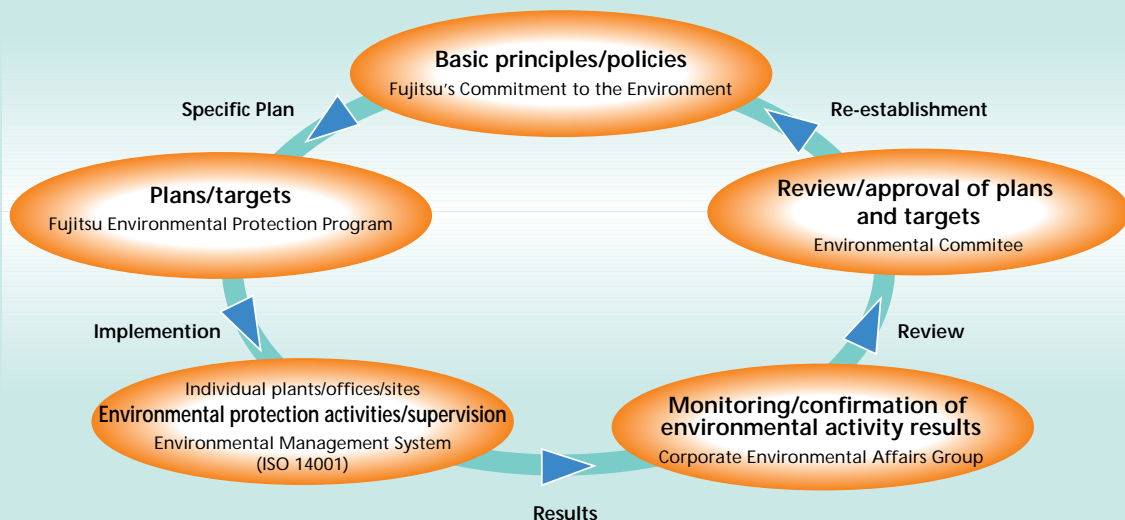 Basic principles/policies
Fujitsu's Commitment to the Environment
Specific Plan
Re-establishment
Plans/targets
Fujitsu Environmental Protection Program
Review/approval of plans
and targets
Environmental Commitee
Implemention
Review
Individual plants/offices/sites
Environmental protection activities/supervision
Environmental Management System
(ISO 14001)
Monitoring/confirmation of
environmental activity results
Corporate Environmental Affairs Group
Results